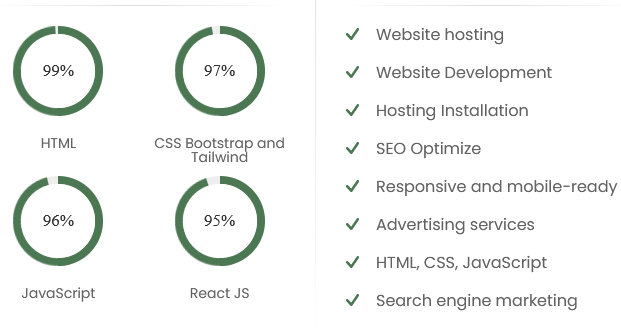 99%
97%
HTML
CSS Bootstrap and
Tailwind
96%
95%
JavaScript
React JS
Website hosting
Website Development
Hosting Installation
SEO Optimize
Responsive and mobile-ready
Advertising services
HTML, CSS, JavaScript
Search engine marketing